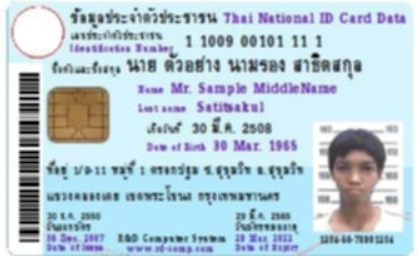 ข้อมูลประจำตัวประชาชน Thai National ID Card Data
เลขประจำตัวประชาชน
Identification Number 1 1009 00101 11 1
ชื่อตัวและชื่อสกุล นาย ตัวอย่าง นามรอง สาธิตสกุล
Name Mr. Sample MiddleName
Last name Satitsakul
เกิดวันที่ 30 มี.ค. 2508
Date of Birth 30 Mar. 1965
ที่อยู่ 1/9-11 หมู่ที่ 1 ตรอกปฐม ซ.สุขุมวิท ถ.สุขุมวิท
แขวงคลองเตย เขตพระโขนง กรุงเทพมหานคร
30 ธ.ค. 2550
วันออกบัตร
30 Dec. 2007
Date of Issue
R&D Computer System
www.rd-comp.com
29 มี.ค. 2565
วันบัตรหมดอายุ
29 Mar. 2022
Date of Expiry